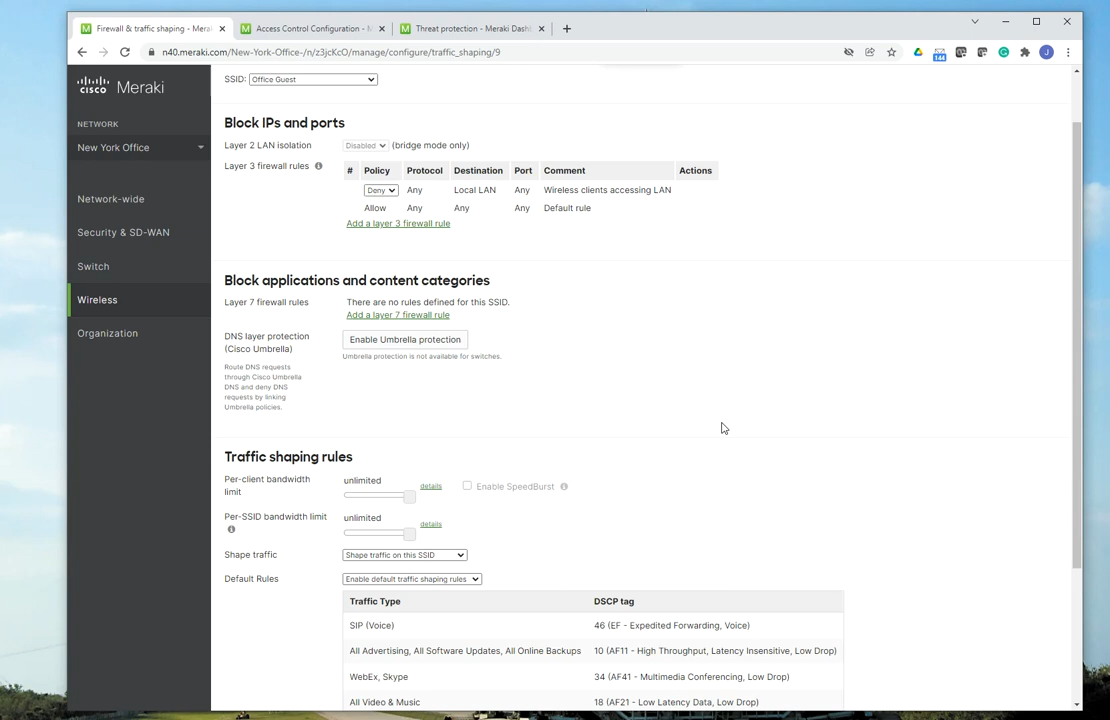 Firewall & traffic shaping - Mera
Access Control Configuration - M
Threat protection - Meraki Dash
n40.meraki.com/New-York-Office-/n/z3jcKcO/manage/configure/traffic_shaping/9
144
J
cisco Meraki
NETWORK
New York Office
Network-wide
Security & SD-WAN
Switch
Wireless
Organization
SSID: Office Guest
Block IPs and ports
Layer 2 LAN isolation Disabled (bridge mode only)
Layer 3 firewall rules
# Policy Protocol Destination Port Comment Actions
Deny Any Local LAN Any Wireless clients accessing LAN
Allow Any Any Any Default rule
Add a layer 3 firewall rule
Block applications and content categories
Layer 7 firewall rules There are no rules defined for this SSID.
Add a layer 7 firewall rule
DNS layer protection
(Cisco Umbrella)
Enable Umbrella protection
Umbrella protection is not available for switches.
Route DNS requests
through Cisco Umbrella
DNS and deny DNS
requests by linking
Umbrella policies.
Traffic shaping rules
Per-client bandwidth
limit
unlimited
details
Enable SpeedBurst
Per-SSID bandwidth limit
unlimited
details
Shape traffic Shape traffic on this SSID
Default Rules Enable default traffic shaping rules
Traffic Type DSCP tag
SIP (Voice) 46 (EF - Expedited Forwarding, Voice)
All Advertising, All Software Updates, All Online Backups 10 (AF11 - High Throughput, Latency Insensitive, Low Drop)
WebEx, Skype 34 (AF41 - Multimedia Conferencing, Low Drop)
All Video & Music 18 (AF21 - Low Latency Data, Low Drop)